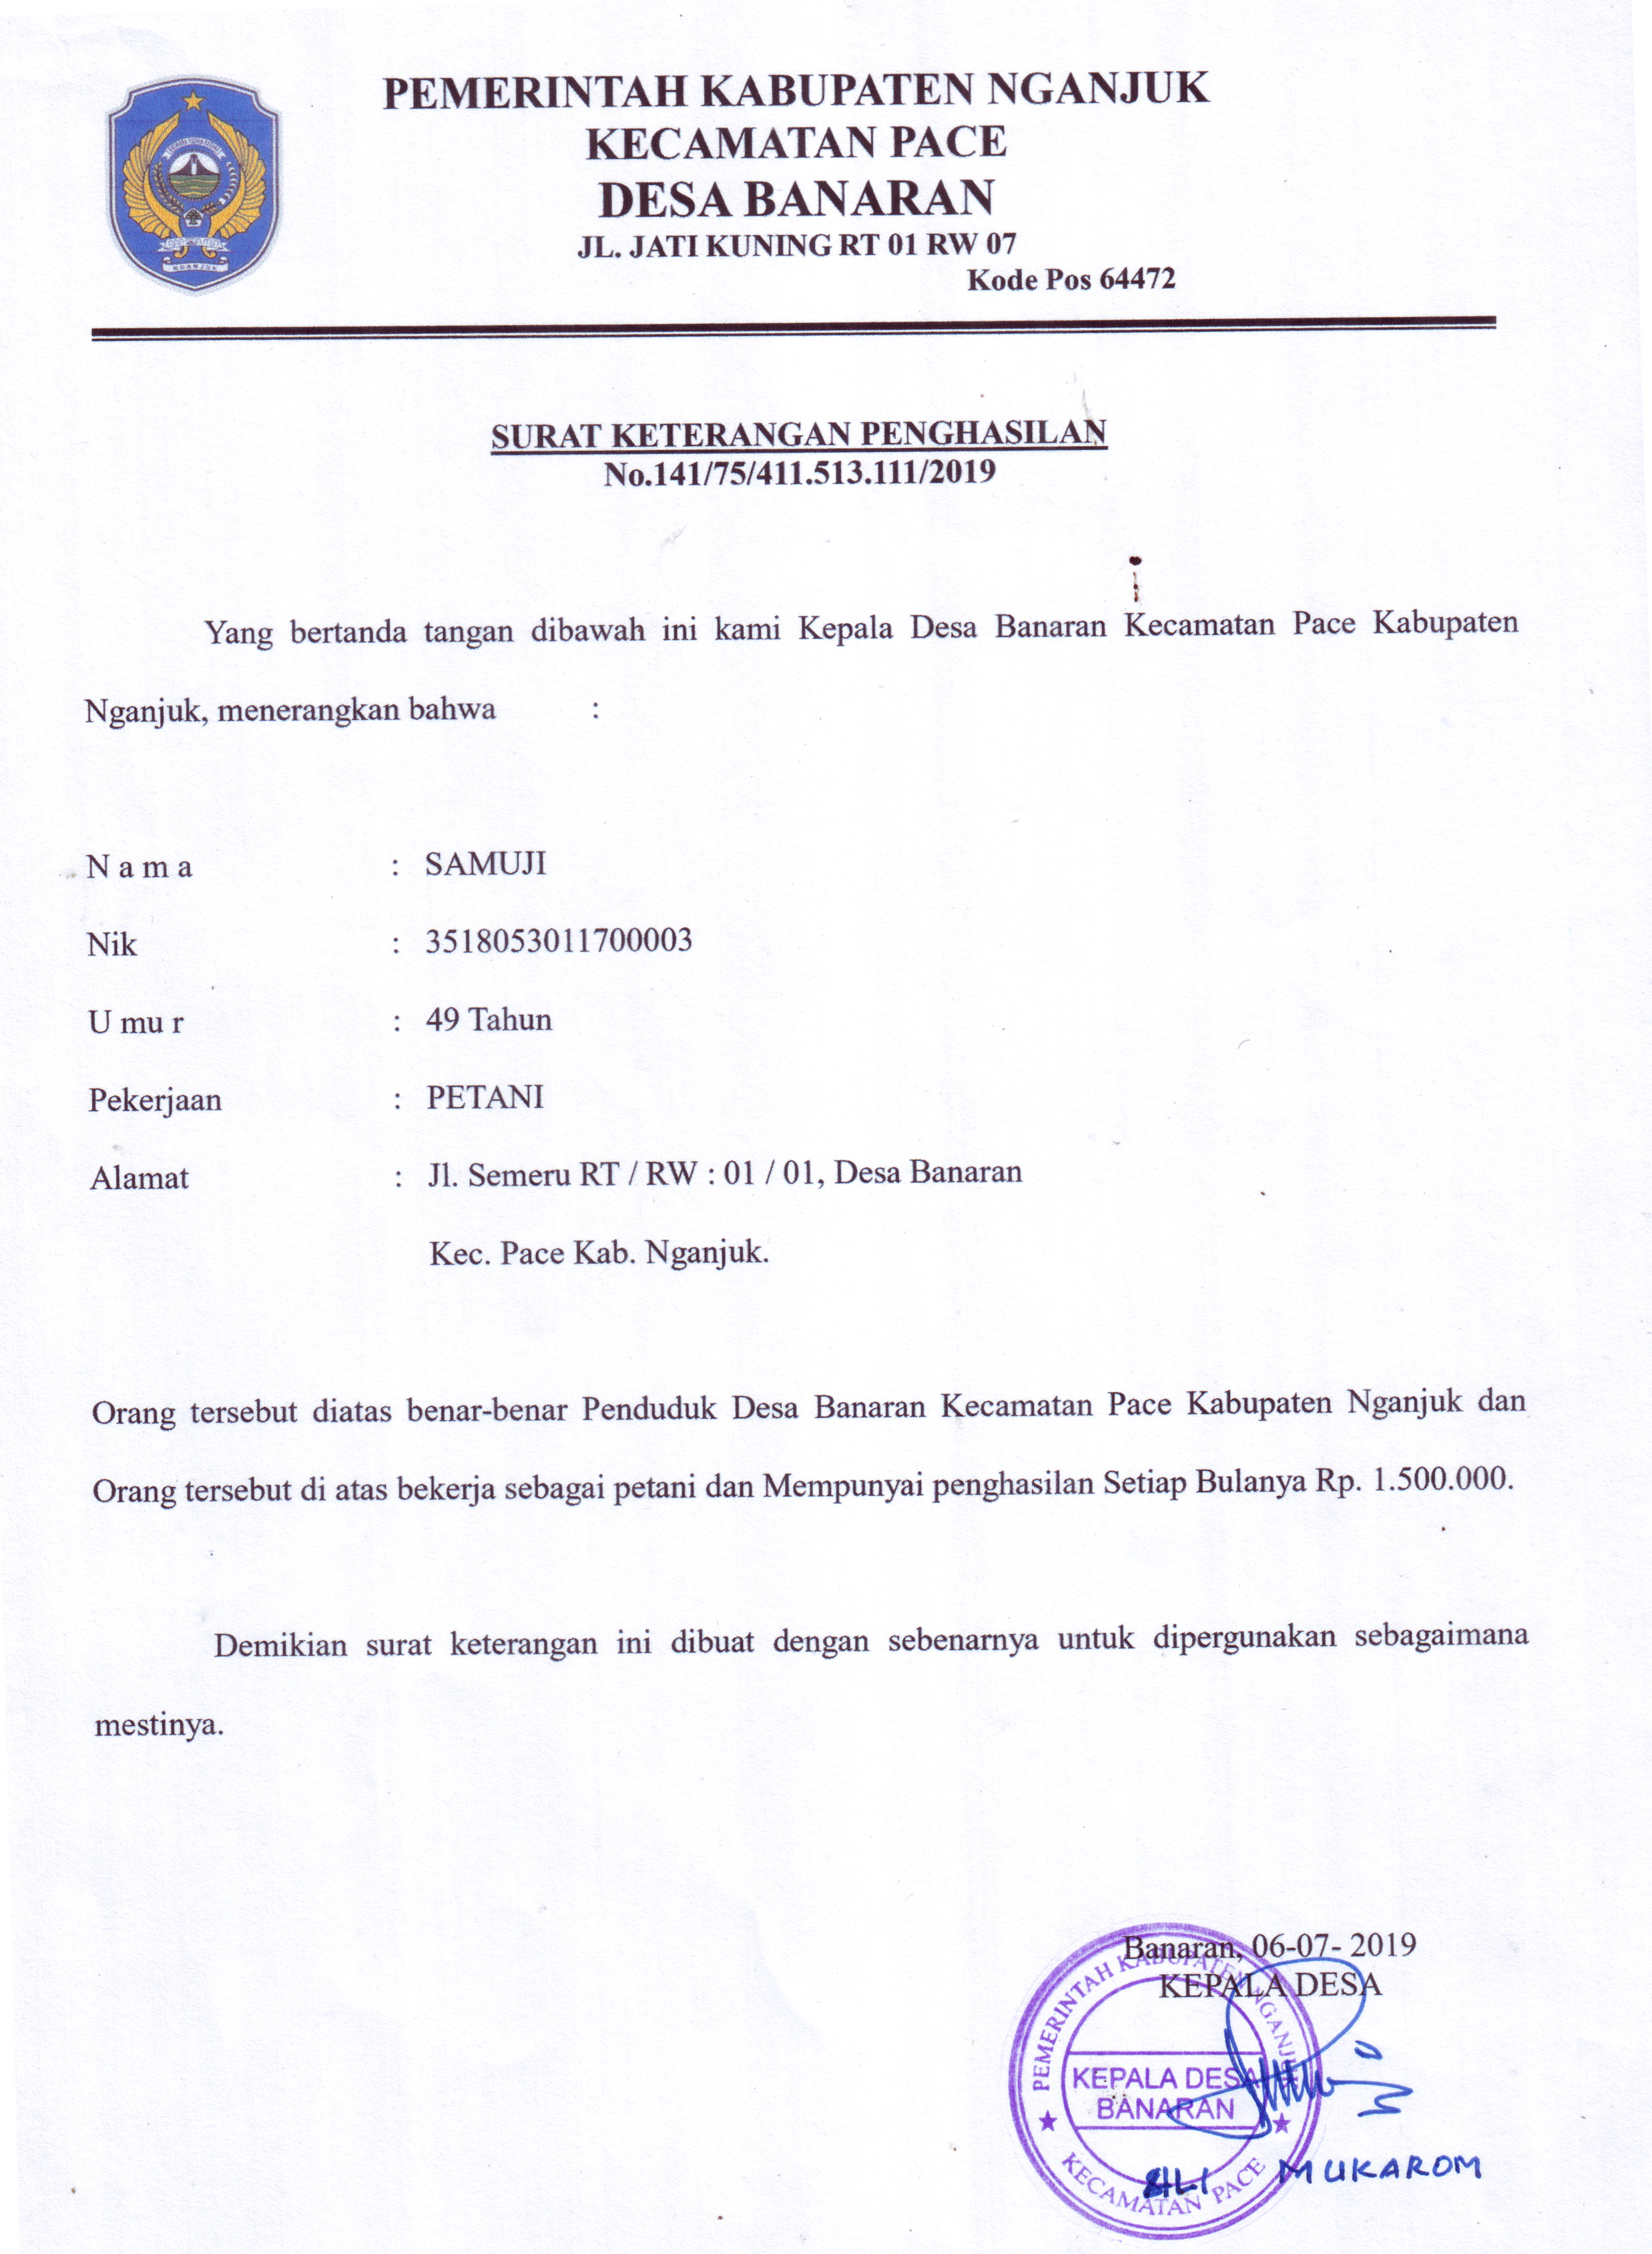 PEMERINTAH KABUPATEN NGANJUK
KECAMATAN PACE
DESA BANARAN
JL. JATI KUNING RT 01 RW 07
Kode Pos 64472
NGANJUK
SURAT KETERANGAN PENGHASILAN
No.141/75/411.513.111/2019
Yang bertanda tangan dibawah ini kami Kepala Desa Banaran Kecamatan Pace Kabupaten
Nganjuk, menerangkan bahwa :
N a m a : SAMUJI
Nik : 3518053011700003
U mu r : 49 Tahun
Pekerjaan : PETANI
Alamat : Jl. Semeru RT / RW : 01 / 01, Desa Banaran
Kec. Pace Kab. Nganjuk.
Orang tersebut diatas benar-benar Penduduk Desa Banaran Kecamatan Pace Kabupaten Nganjuk dan
Orang tersebut di atas bekerja sebagai petani dan Mempunyai penghasilan Setiap Bulanya Rp. 1.500.000.
Demikian surat keterangan ini dibuat dengan sebenarnya untuk dipergunakan sebagaimana
mestinya.
Banaran, 06-07- 2019
KEPALA DESA
PEMERINTAH KABUPATEN NGANJUK
KEPALA DESA
BANARAN
KECAMATAN PACE
MUKAROM